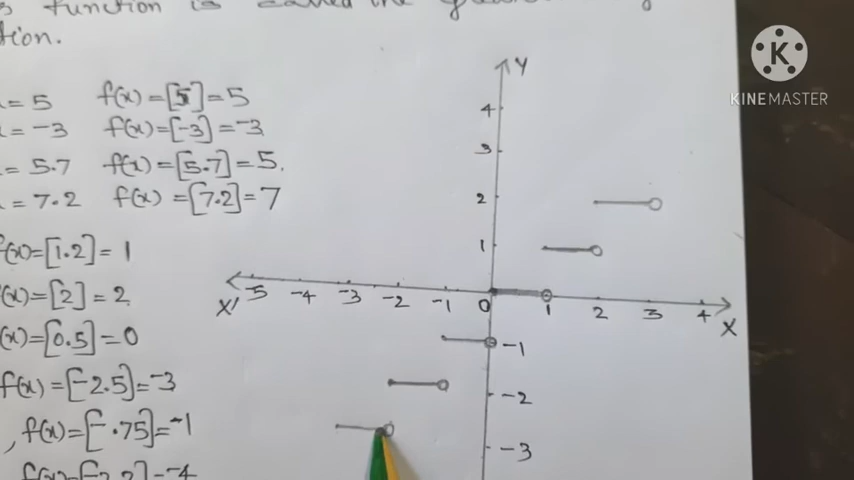 function is called the
tion.
= 5 f(x) = [5] = 5
= -3 f(x) = [-3] = -3
= 5.7 f(x) = [5.7] = 5.
= 7.2 f(x) = [7.2] = 7
f(x) = [1.2] = 1
(x) = [2] = 2
(x) = [0.5] = 0
f(x) = [-2.5] = -3
, f(x) = [-.75] = -1
Y
4
3
2
1
X' -5 -4 -3 -2 -1 0 1 2 3 4 X
-1
-2
-3
K
KINEMASTER